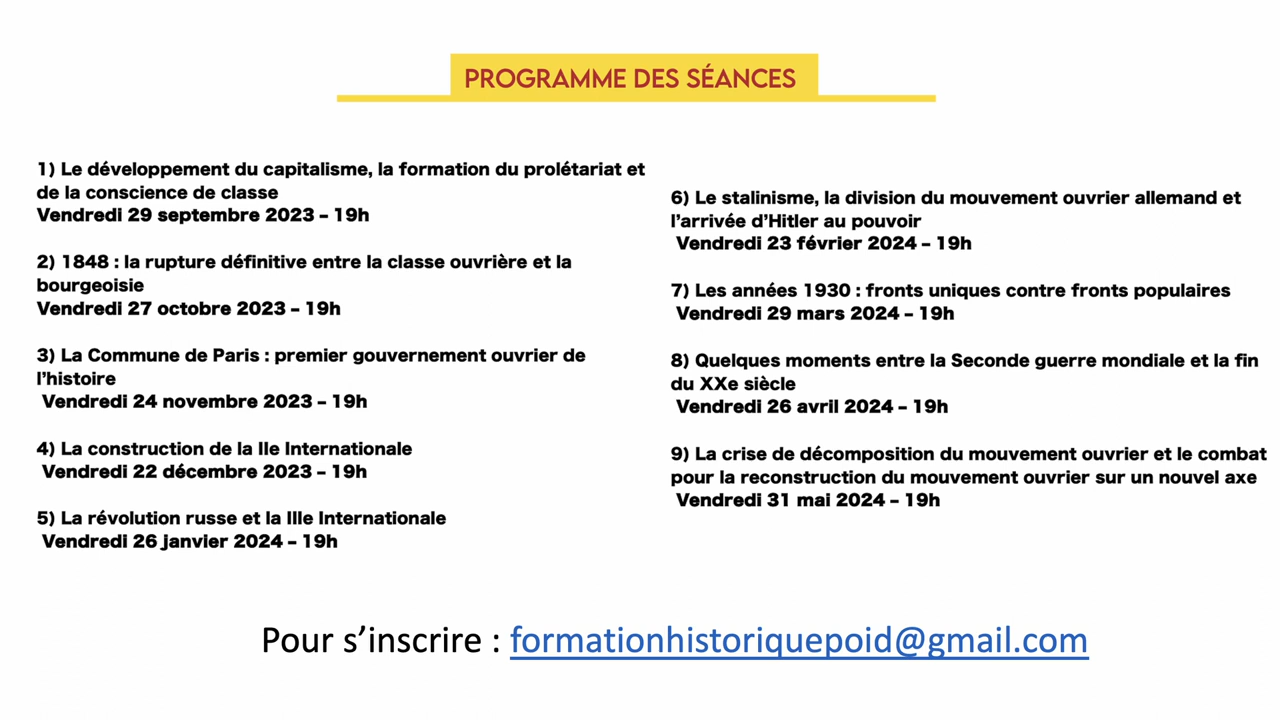 PROGRAMME DES SÉANCES
1) Le développement du capitalisme, la formation du prolétariat et
de la conscience de classe
Vendredi 29 septembre 2023 – 19h
2) 1848 : la rupture définitive entre la classe ouvrière et la
bourgeoisie
Vendredi 27 octobre 2023 – 19h
3) La Commune de Paris : premier gouvernement ouvrier de
l’histoire
Vendredi 24 novembre 2023 – 19h
4) La construction de la IIe Internationale
Vendredi 22 décembre 2023 – 19h
5) La révolution russe et la IIIe Internationale
Vendredi 26 janvier 2024 – 19h
6) Le stalinisme, la division du mouvement ouvrier allemand et
l’arrivée d’Hitler au pouvoir
Vendredi 23 février 2024 – 19h
7) Les années 1930 : fronts uniques contre fronts populaires
Vendredi 29 mars 2024 – 19h
8) Quelques moments entre la Seconde guerre mondiale et la fin
du XXe siècle
Vendredi 26 avril 2024 – 19h
9) La crise de décomposition du mouvement ouvrier et le combat
pour la reconstruction du mouvement ouvrier sur un nouvel axe
Vendredi 31 mai 2024 – 19h
Pour s’inscrire : formationhistoriquepoid@gmail.com